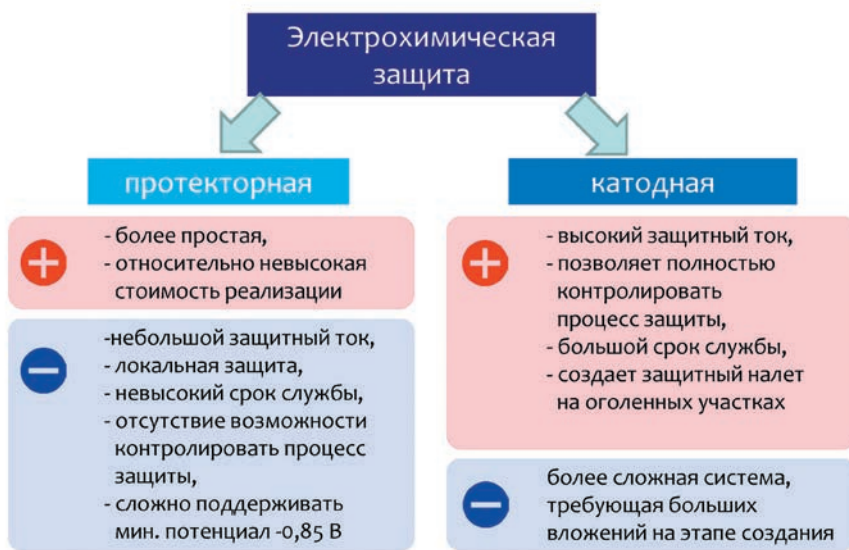 Электрохимическая
защита
протекторная
- более простая,
- относительно невысокая
стоимость реализации
-небольшой защитный ток,
- локальная защита,
- невысокий срок службы,
- отсутствие возможности
контролировать процесс
защиты,
- сложно поддерживать
мин. потенциал -0,85 В
катодная
- высокий защитный ток,
- позволяет полностью
контролировать
процесс защиты,
- большой срок службы,
- создает защитный налет
на оголенных участках
более сложная система,
требующая больших
вложений на этапе создания